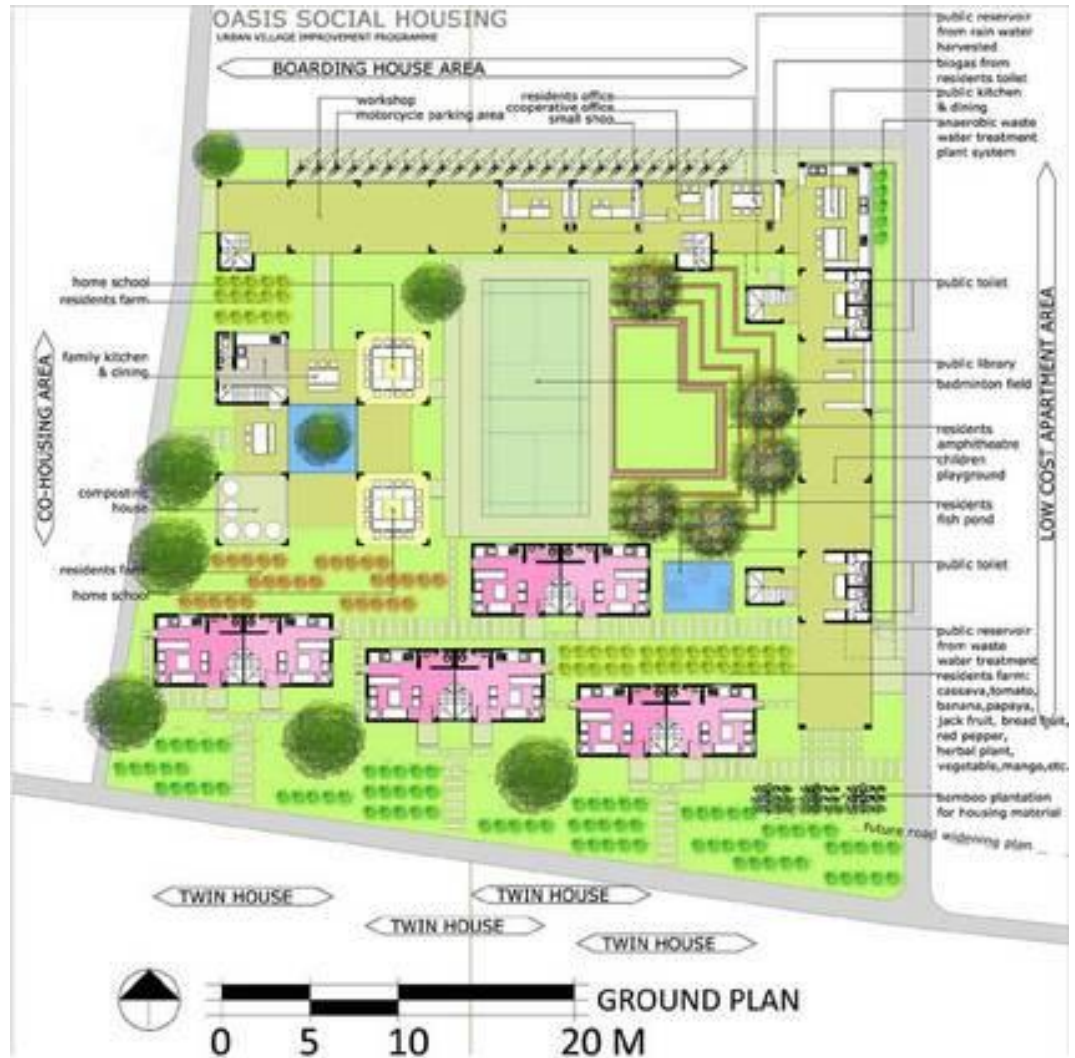 OASIS SOCIAL HOUSING
URBAN VILLAGE IMPROVEMENT PROGRAMME
BOARDING HOUSE AREA
workshop
motorcycle parking area
residents office
cooperative office
small shop
public reservoir
from rain water
harvested
biogas from
residents toilet
public kitchen
& dining
anaerobic waste
water treatment
plant system
public toilet
public library
badminton field
residents
amphitheatre
children
playground
residents
fish pond
public toilet
public reservoir
from waste
water treatment
residents farm:
cassava,tomato,
banana,papaya,
jack fruit, bread fruit,
red pepper,
herbal plant,
vegetable,mango,etc.
bamboo plantation
for housing material
future road widening plan
LOW COST APARTMENT AREA
home school
residents farm
family kitchen
& dining
composting
house
residents farm
home school
CO-HOUSING AREA
TWIN HOUSE
TWIN HOUSE
TWIN HOUSE
TWIN HOUSE
GROUND PLAN
0 5 10 20 M